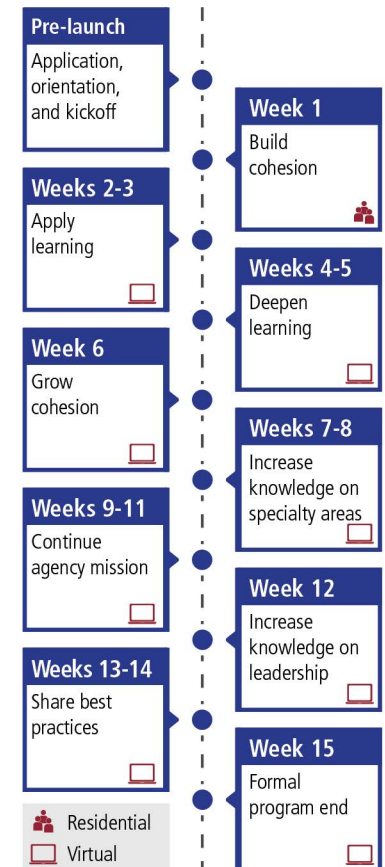 Pre-launch
Application,
orientation,
and kickoff
Week 1
Build
cohesion
Weeks 2-3
Apply
learning
Weeks 4-5
Deepen
learning
Week 6
Grow
cohesion
Weeks 7-8
Increase
knowledge on
specialty areas
Weeks 9-11
Continue
agency mission
Week 12
Increase
knowledge on
leadership
Weeks 13-14
Share best
practices
Week 15
Formal
program end
Residential
Virtual